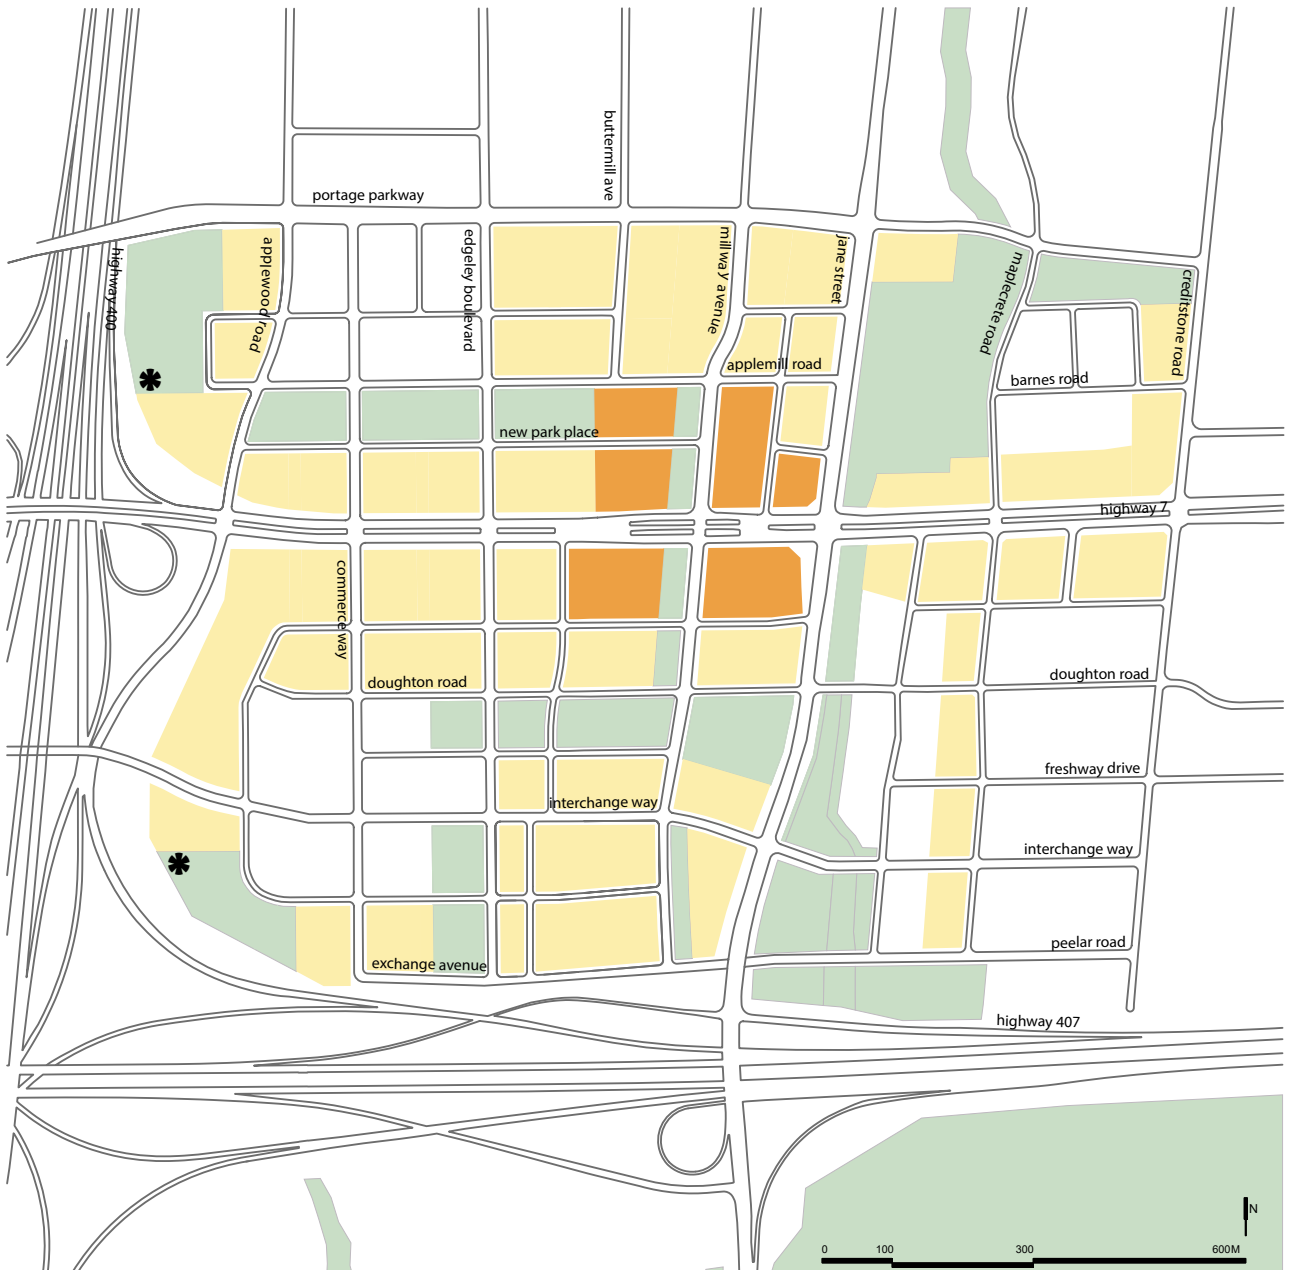 buttermill ave
portage parkway
highway 400
applewood road
edgeley boulevard
millway avenue
jane street
maplecrete road
creditstone road
applemill road
barnes road
new park place
highway 7
commerce way
doughton road
doughton road
freshway drive
interchange way
interchange way
peelar road
exchange avenue
highway 407
N
0 100 300 600M